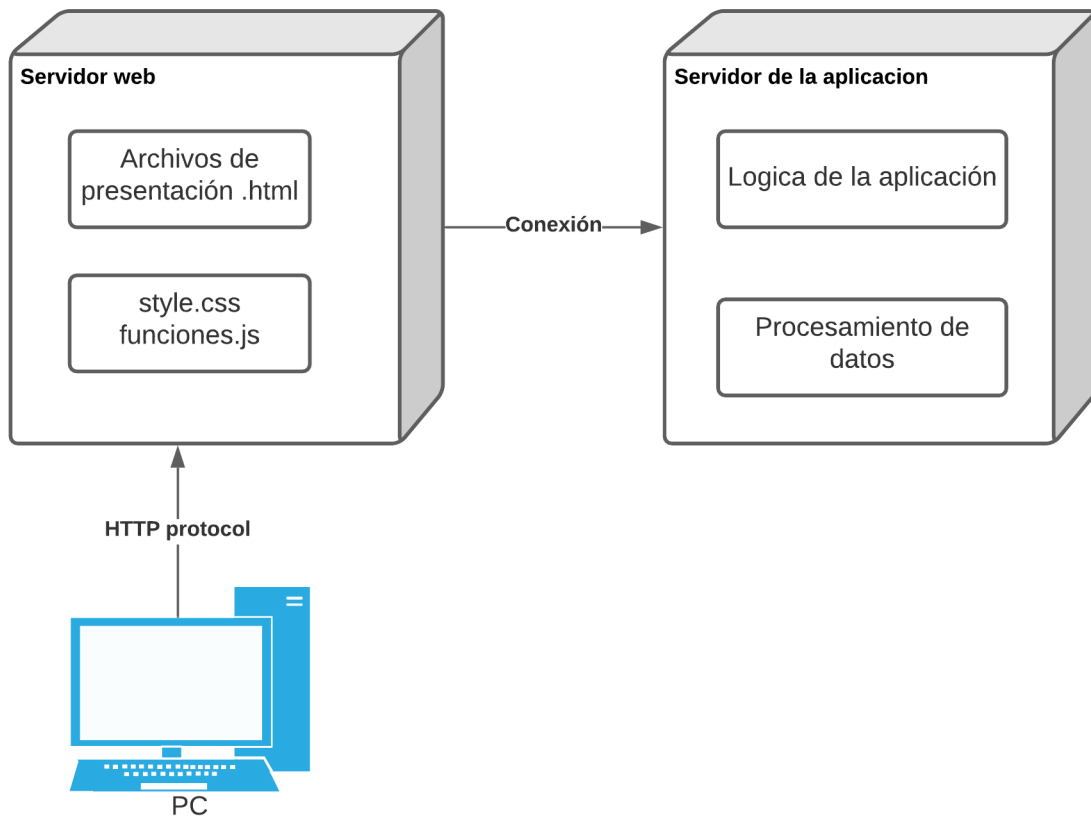 Servidor web
Archivos de
presentación .html
style.css
funciones.js
Conexión
Servidor de la aplicacion
Logica de la aplicación
Procesamiento de
datos
HTTP protocol
PC